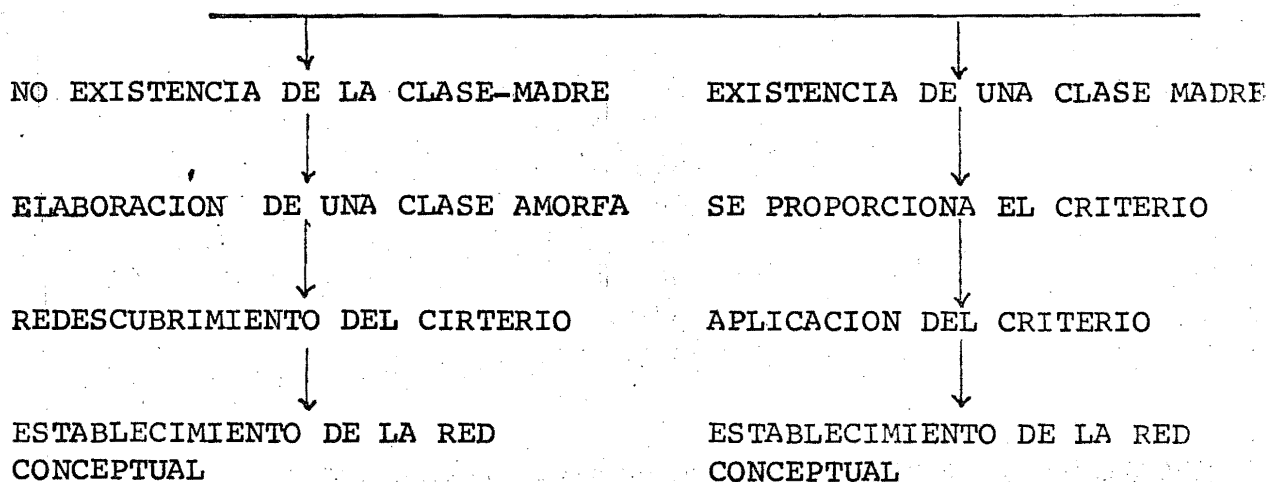 NO EXISTENCIA DE LA CLASE-MADRE
ELABORACION DE UNA CLASE AMORFA
REDESCUBRIMIENTO DEL CIRTERIO
ESTABLECIMIENTO DE LA RED
CONCEPTUAL
EXISTENCIA DE UNA CLASE MADRE
SE PROPORCIONA EL CRITERIO
APLICACION DEL CRITERIO
ESTABLECIMIENTO DE LA RED
CONCEPTUAL